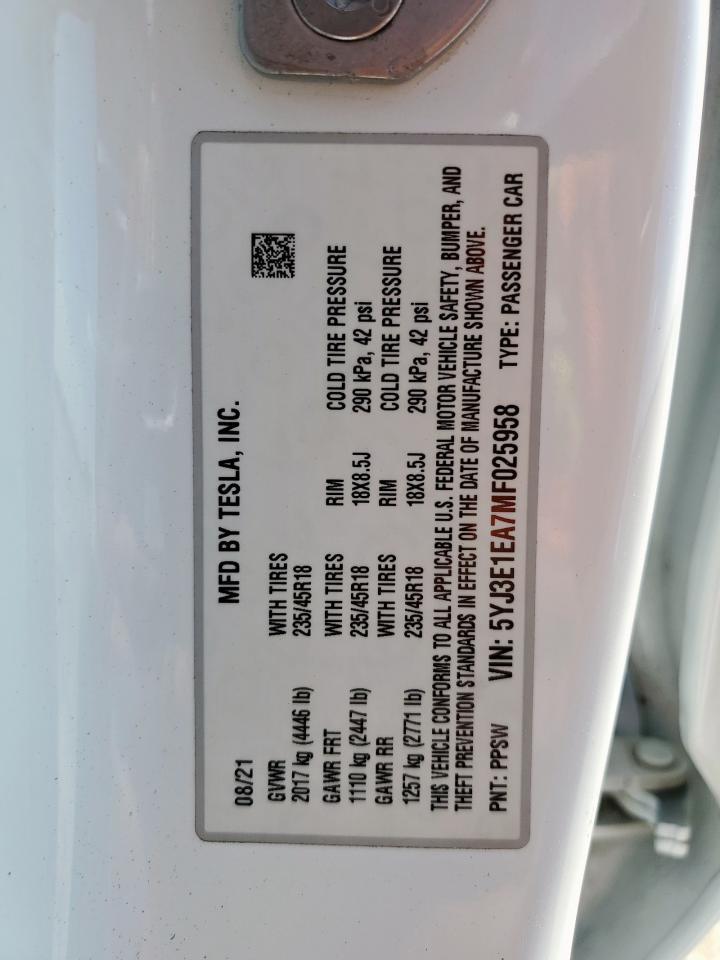 MFD BY TESLA, INC.
08/21
GVWR WITH TIRES
2017 kg (4446 lb) 235/45R18
GAWR FRT WITH TIRES RIM COLD TIRE PRESSURE
1110 kg (2447 lb) 235/45R18 18X8.5J 290 kPa, 42 psi
GAWR RR WITH TIRES RIM COLD TIRE PRESSURE
1257 kg (2771 lb) 235/45R18 18X8.5J 290 kPa, 42 psi
THIS VEHICLE CONFORMS TO ALL APPLICABLE U.S. FEDERAL MOTOR VEHICLE SAFETY, BUMPER, AND
THEFT PREVENTION STANDARDS IN EFFECT ON THE DATE OF MANUFACTURE SHOWN ABOVE.
PNT: PPSW VIN: 5YJ3E1EA7MF025958 TYPE: PASSENGER CAR